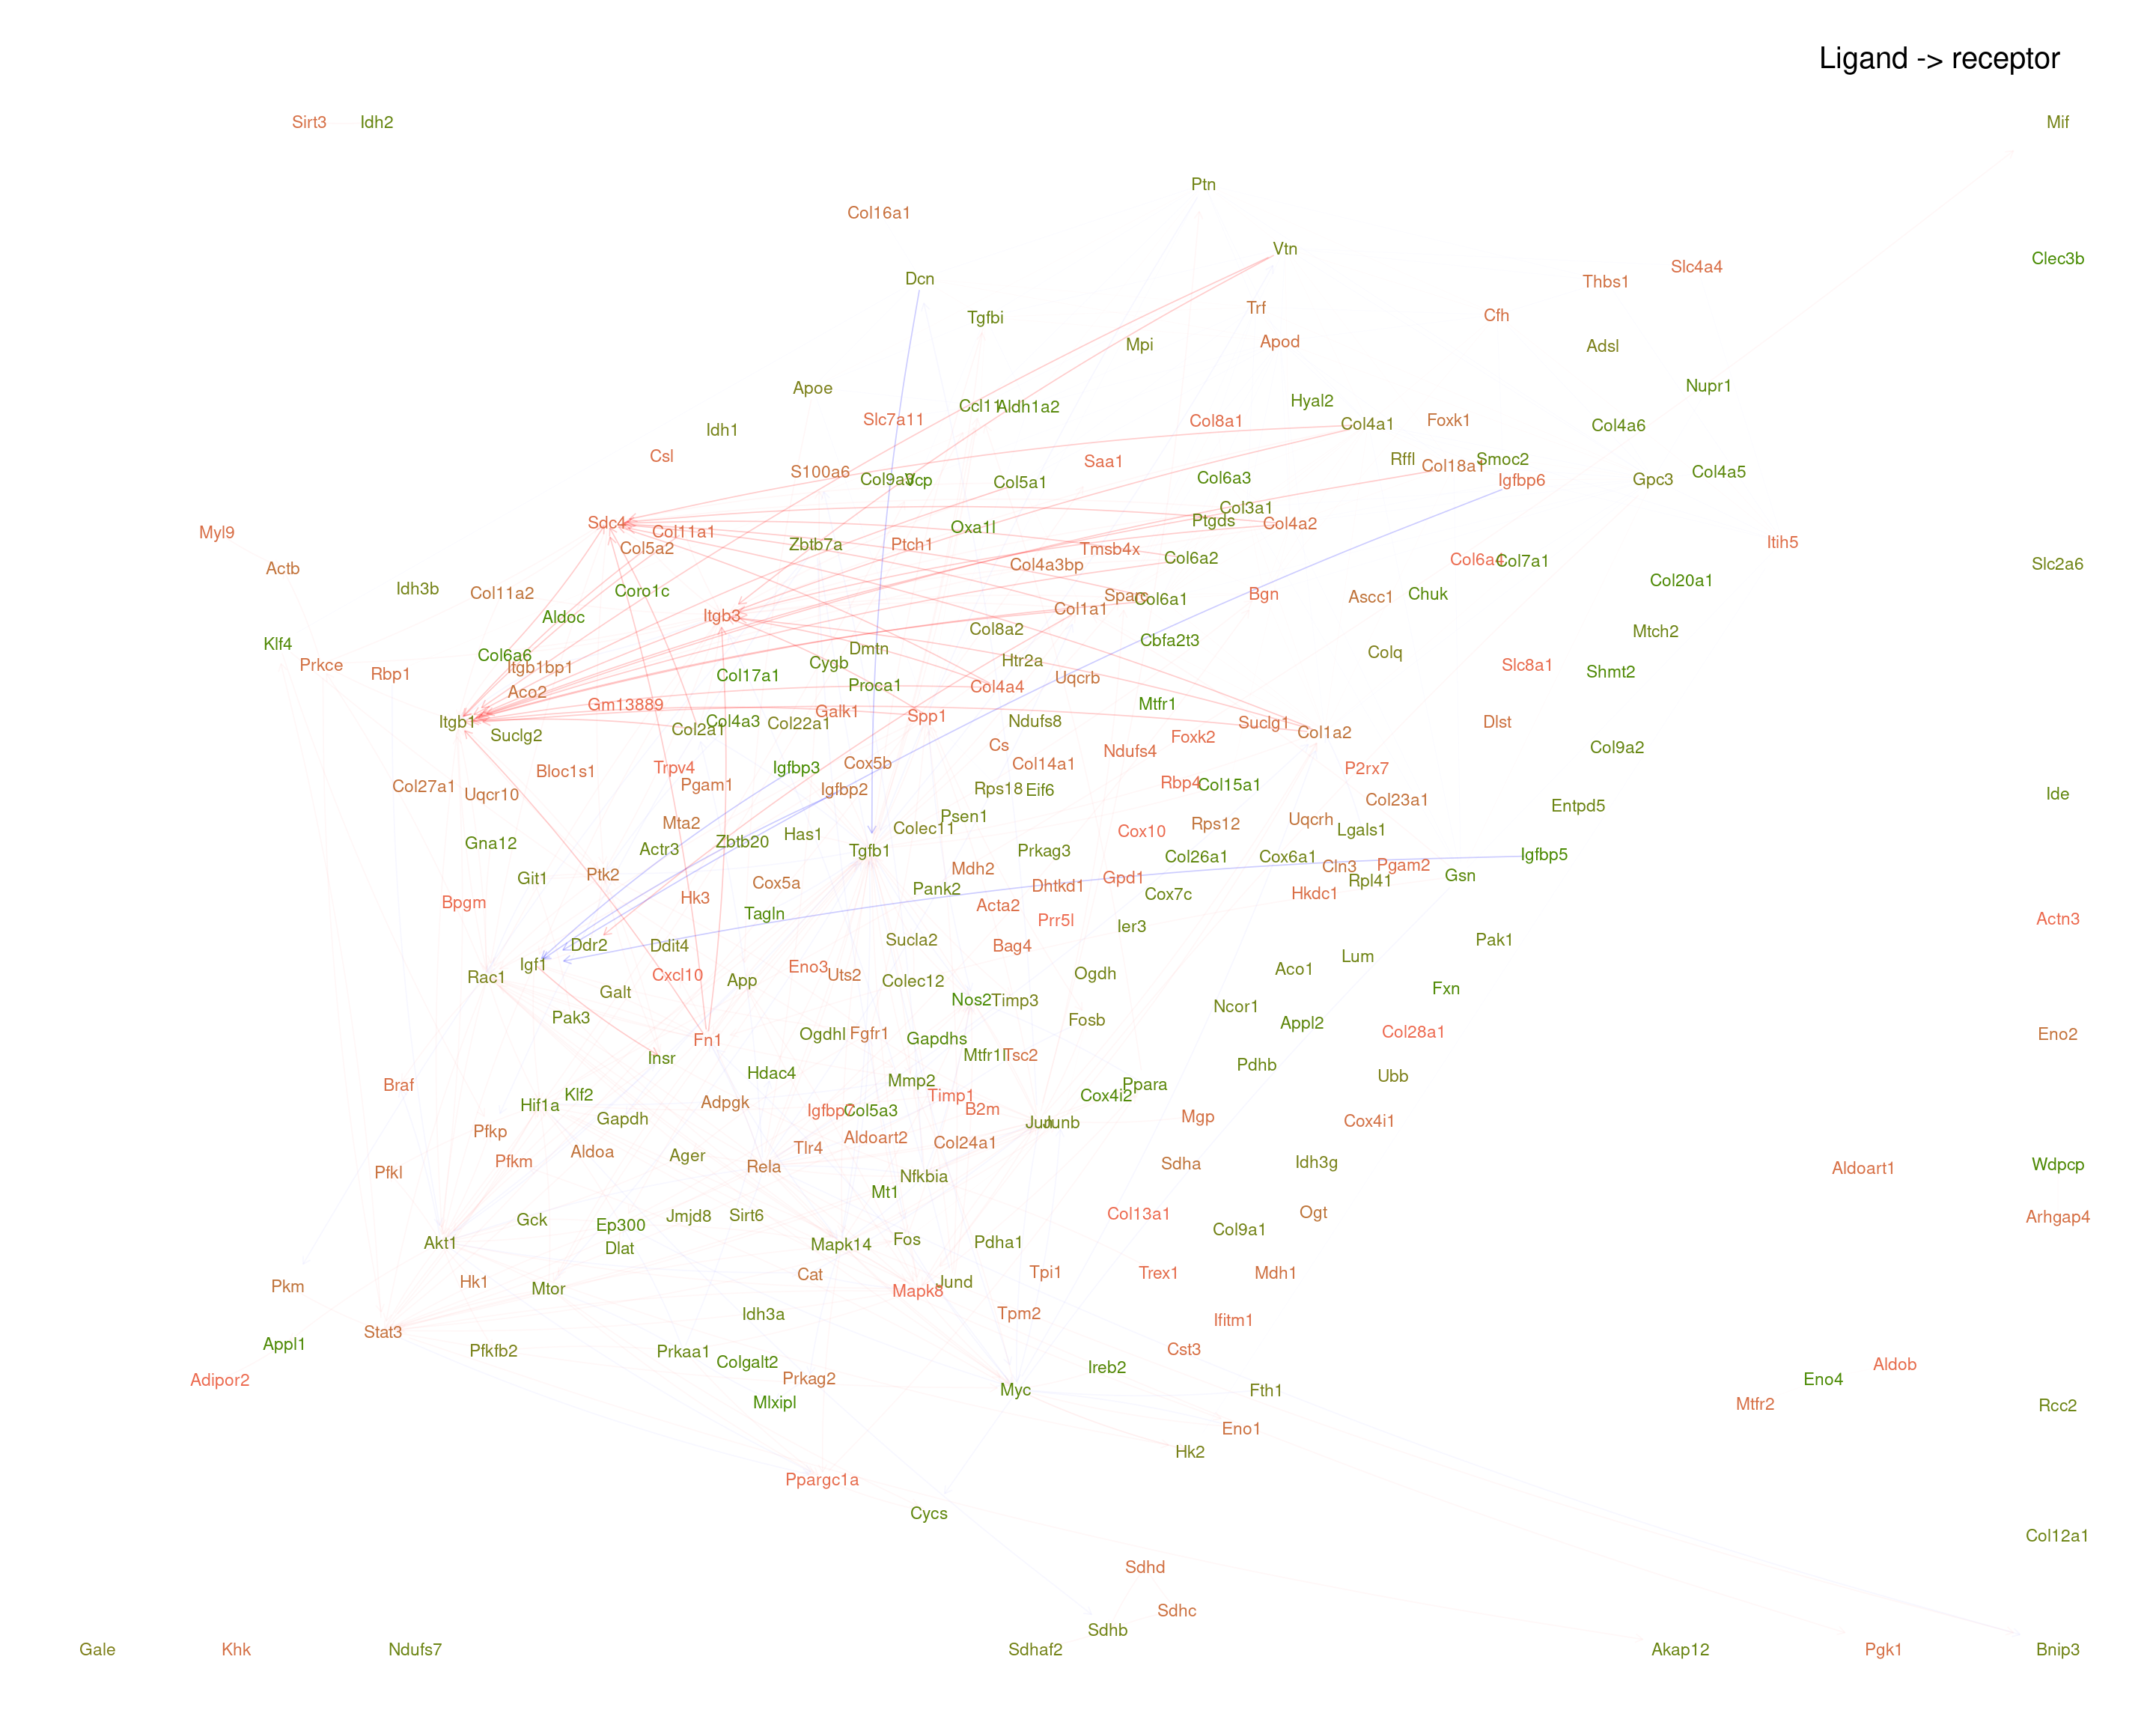 Ligand -> receptor
Sirt3 Idh2 Mif
Ptn
Col16a1
Vtn
Clec3b
Slc4a4
Dcn Thbs1
Trf
Tgfbi Cfh
Mpi Apod Adsl
Apoe Nupr1
Ccl11 Aldh1a2 Hyal2
Slc7a11 Col8a1 Col4a1 Foxk1 Col4a6
Idh1
Csl Saa1 Rffl Col18a1 Smoc2
S100a6 Col9a3 Vcp Col5a1 Col6a3 Igfbp6 Gpc3 Col4a5
Col3a1
Sdc4 Col11a1 Oxa1l Ptgds Col4a2
Myl9 Col5a2 Zbtb7a Ptch1 Tmsb4x Col6a2 Itih5
Actb Col4a3bp Col6a4 Col7a1 Slc2a6
Idh3b Col11a2 Coro1c Col20a1
Itgb3 Col1a1 Sparc Col6a1 Bgn Ascc1 Chuk
Aldoc Col8a2 Mtch2
Klf4 Col6a6 Dmtn Cbfa2t3 Colq
Prkce Itgb1bp1 Cygb Htr2a Slc8a1
Rbp1 Aco2 Col17a1 Proca1 Col4a4 Uqcrb Shmt2
Gm13889 Galk1 Spp1 Mtfr1
Itgb1 Suclg2 Col2a1 Col4a3 Col22a1 Ndufs8 Suclg1 Col1a2 Dlst
Cs Ndufs4 Foxk2 Col9a2
Col27a1 Uqcr10 Bloc1s1 Trpv4 Pgam1 Igfbp3 Cox5b Col14a1 P2rx7
Igfbp2 Rps18 Eif6 Rbp4 Col15a1 Col23a1 Entpd5 Ide
Mta2 Has1 Colec11 Psen1 Cox10 Rps12 Uqcrh Lgals1
Gna12 Actr3 Zbtb20 Tgfb1 Prkag3 Col26a1 Cox6a1 Igfbp5
Git1 Ptk2 Cox5a Mdh2 Gpd1 Cln3 Pgam2 Gsn
Bpgm Hk3 Pank2 Dhtkd1 Cox7c Hkdc1 Rpl41
Tagln Acta2 Prr5l Ier3 Actn3
Ddr2 Ddit4 Sucla2 Bag4 Pak1
Rac1 Igf1 Cxcl10 App Eno3 Uts2 Colec12 Ogdh Aco1 Lum
Galt Nos2 Timp3 Ncor1 Fxn
Pak3 Fosb Appl2
Insr Fn1 Ogdhl Fgfr1 Gapdhs Col28a1 Eno2
Mtfr1l Tsc2 Pdhb
Braf Hdac4 Mmp2 Ppara Ubb
Hif1a Klf2 Adpgk Igfbp7 Col5a3 Timp1 B2m Cox4i2
Pfkp Gapdh Aldoart2 Jun Junb Mgp Cox4i1
Pfkl Pfkm Aldoa Ager Rela Tlr4 Col24a1 Sdha Idh3g Aldoart1 Wdpcp
Mt1 Nfkbia
Gck Ep300 Jmjd8 Sirt6 Col13a1 Ogt Arhgap4
Akt1 Dlat Mapk14 Fos Pdha1 Col9a1
Pkm Hk1 Mtor Cat Mapk8 Jund Tpi1 Trex1 Mdh1
Stat3 Idh3a Tpm2 Ifitm1
Appl1 Pfkfb2 Prkaa1 Colgalt2 Cst3
Adipor2 Prkag2 Myc Ireb2 Fth1 Eno4 Aldob
Mlxipl Mtfr2 Rcc2
Eno1
Hk2
Ppargc1a
Cycs
Col12a1
Sdhd
Sdhc
Sdhb
Gale Khk Ndufs7 Sdhaf2 Akap12 Pgk1 Bnip3